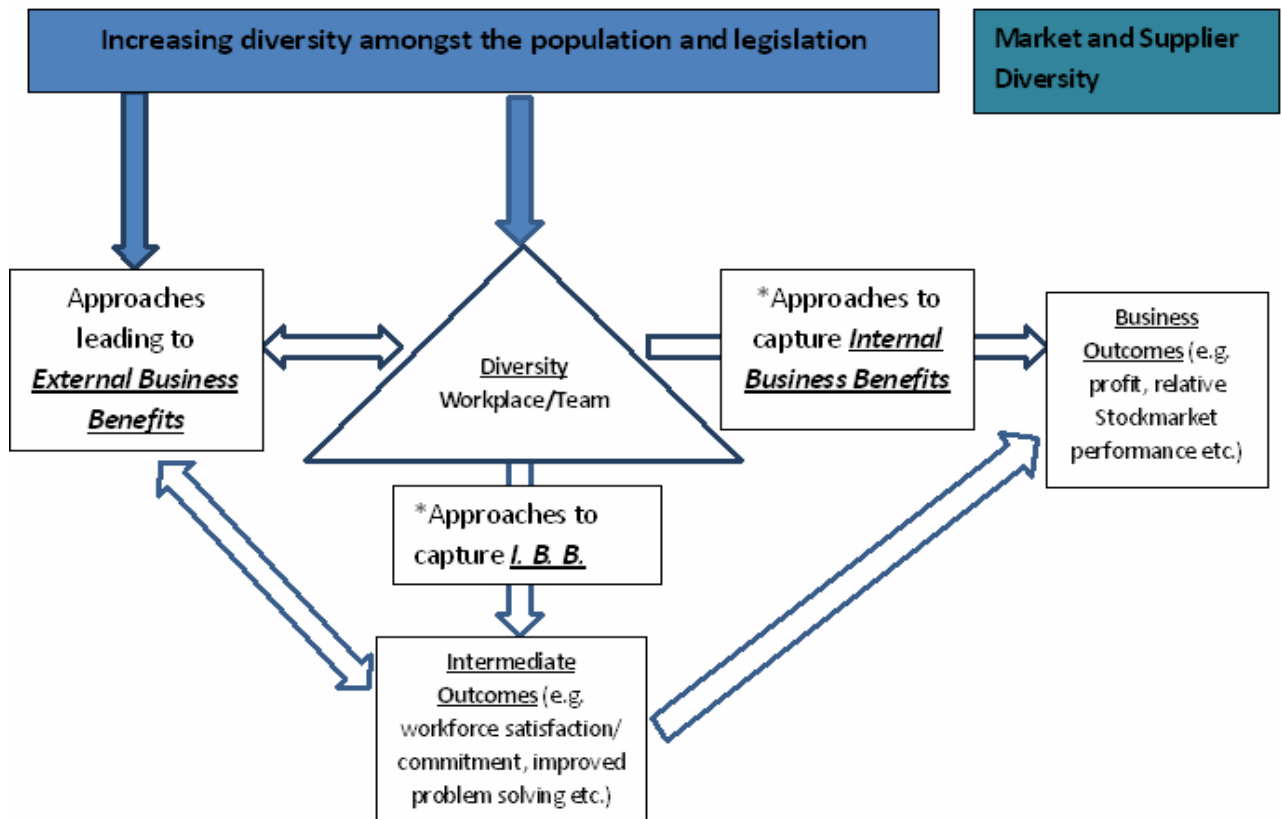 Increasing diversity amongst the population and legislation
Market and Supplier
Diversity
Approaches
leading to
External Business
Benefits
Diversity
Workplace/Team
*Approaches to
capture Internal
Business Benefits
Business
Outcomes (e.g.
profit, relative
Stockmarket
performance etc.)
*Approaches to
capture I. B. B.
Intermediate
Outcomes (e.g.
workforce satisfaction/
commitment, improved
problem solving etc.)